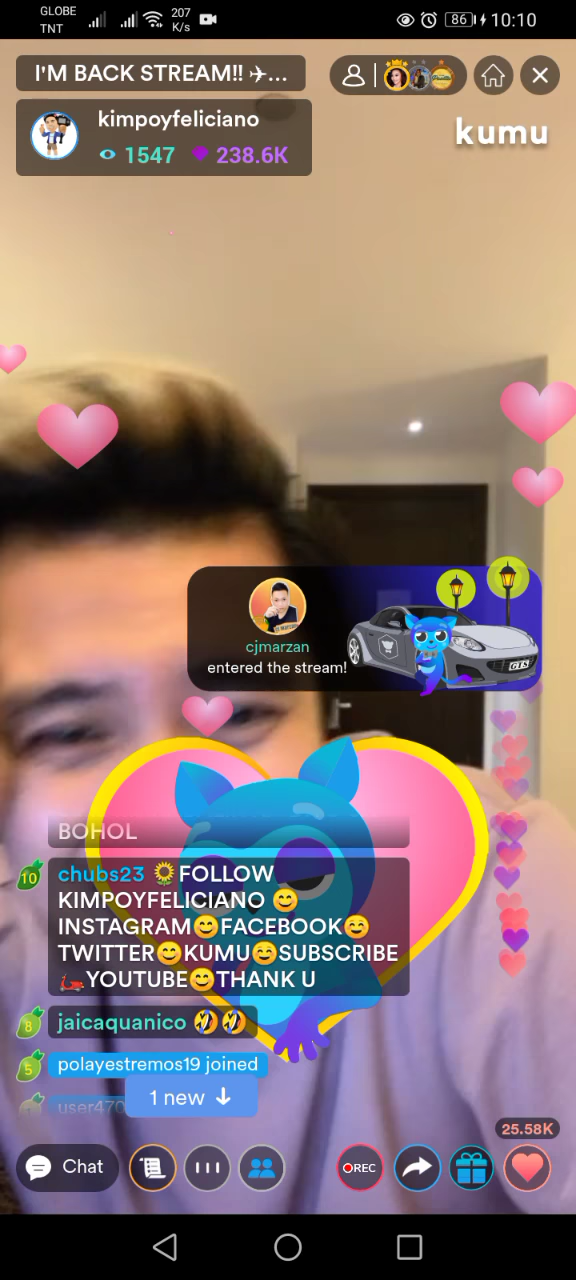 GLOBE
TNT
207
K/s
86
10:10
I'M BACK STREAM!! ✈...
kimpoyfeliciano
1547 238.6K
kumu
cjmarzan
entered the stream!
GTS
BOHOL
10 chubs23 🌻FOLLOW
KIMPOYFELICIANO 😊
INSTAGRAM😊FACEBOOK😊
TWITTER😊KUMU😊SUBSCRIBE
🛵YOUTUBE😊THANK U
8 jaicaquanico 🤣🤣
5 polayestremos19 joined
user470
1 new ↓
25.58K
Chat
REC